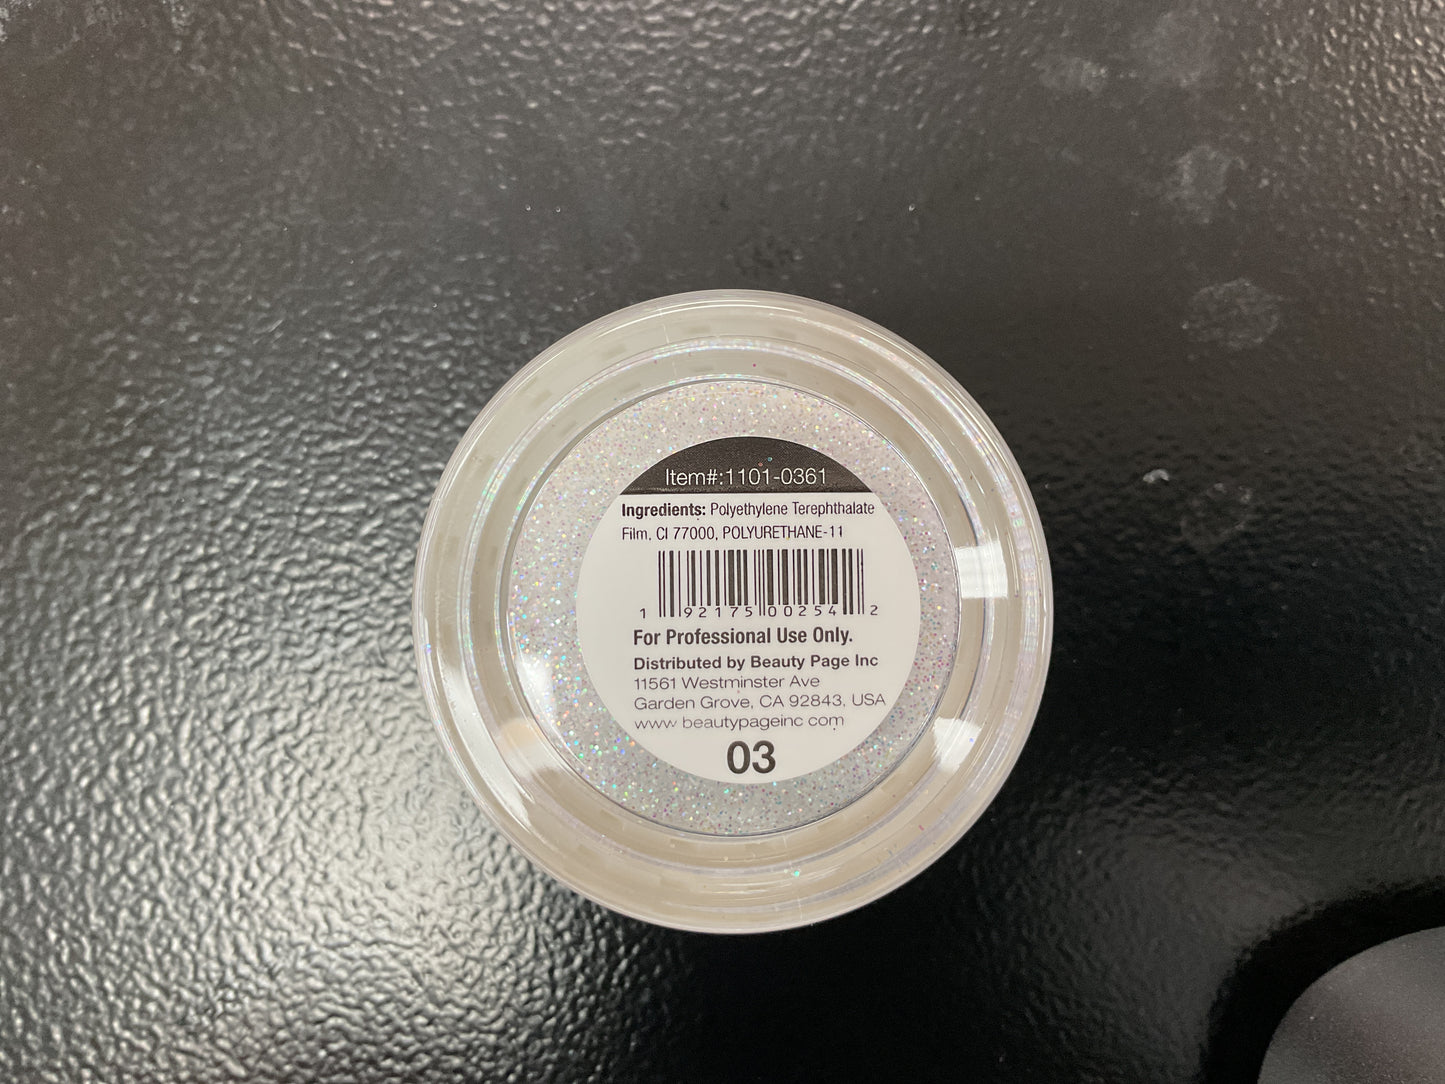 Item#:1101-0361
Ingredients: Polyethylene Terephthalate
Film, CI 77000, POLYURETHANE-11
1 92175 00254 2
For Professional Use Only.
Distributed by Beauty Page Inc
11561 Westminster Ave
Garden Grove, CA 92843, USA
www.beautypageinc.com
03